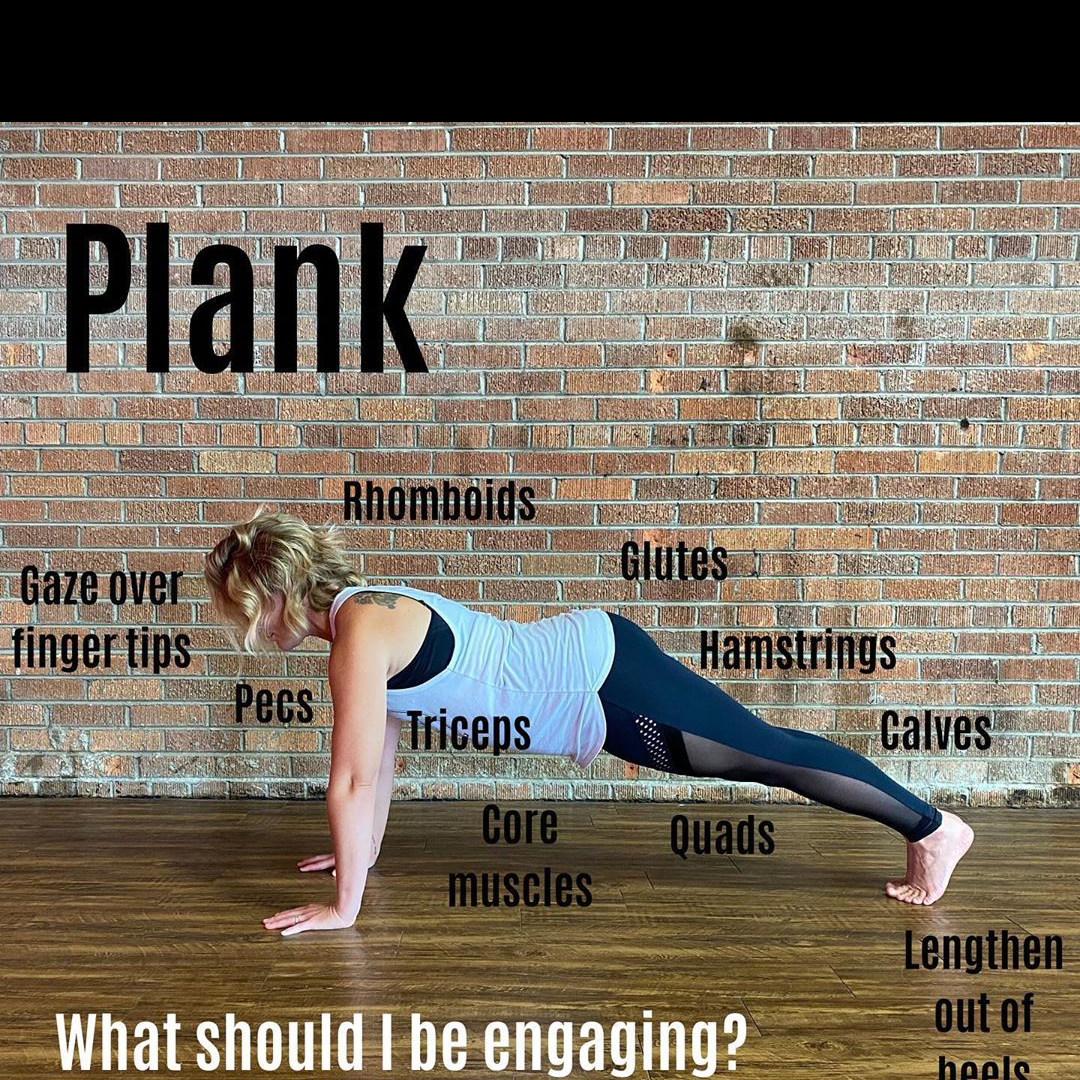 Plank
Rhomboids
Glutes
Gaze over
finger tips
Hamstrings
Pecs
Triceps
Calves
Core
muscles
Quads
Lengthen
out of
heels
What should I be engaging?